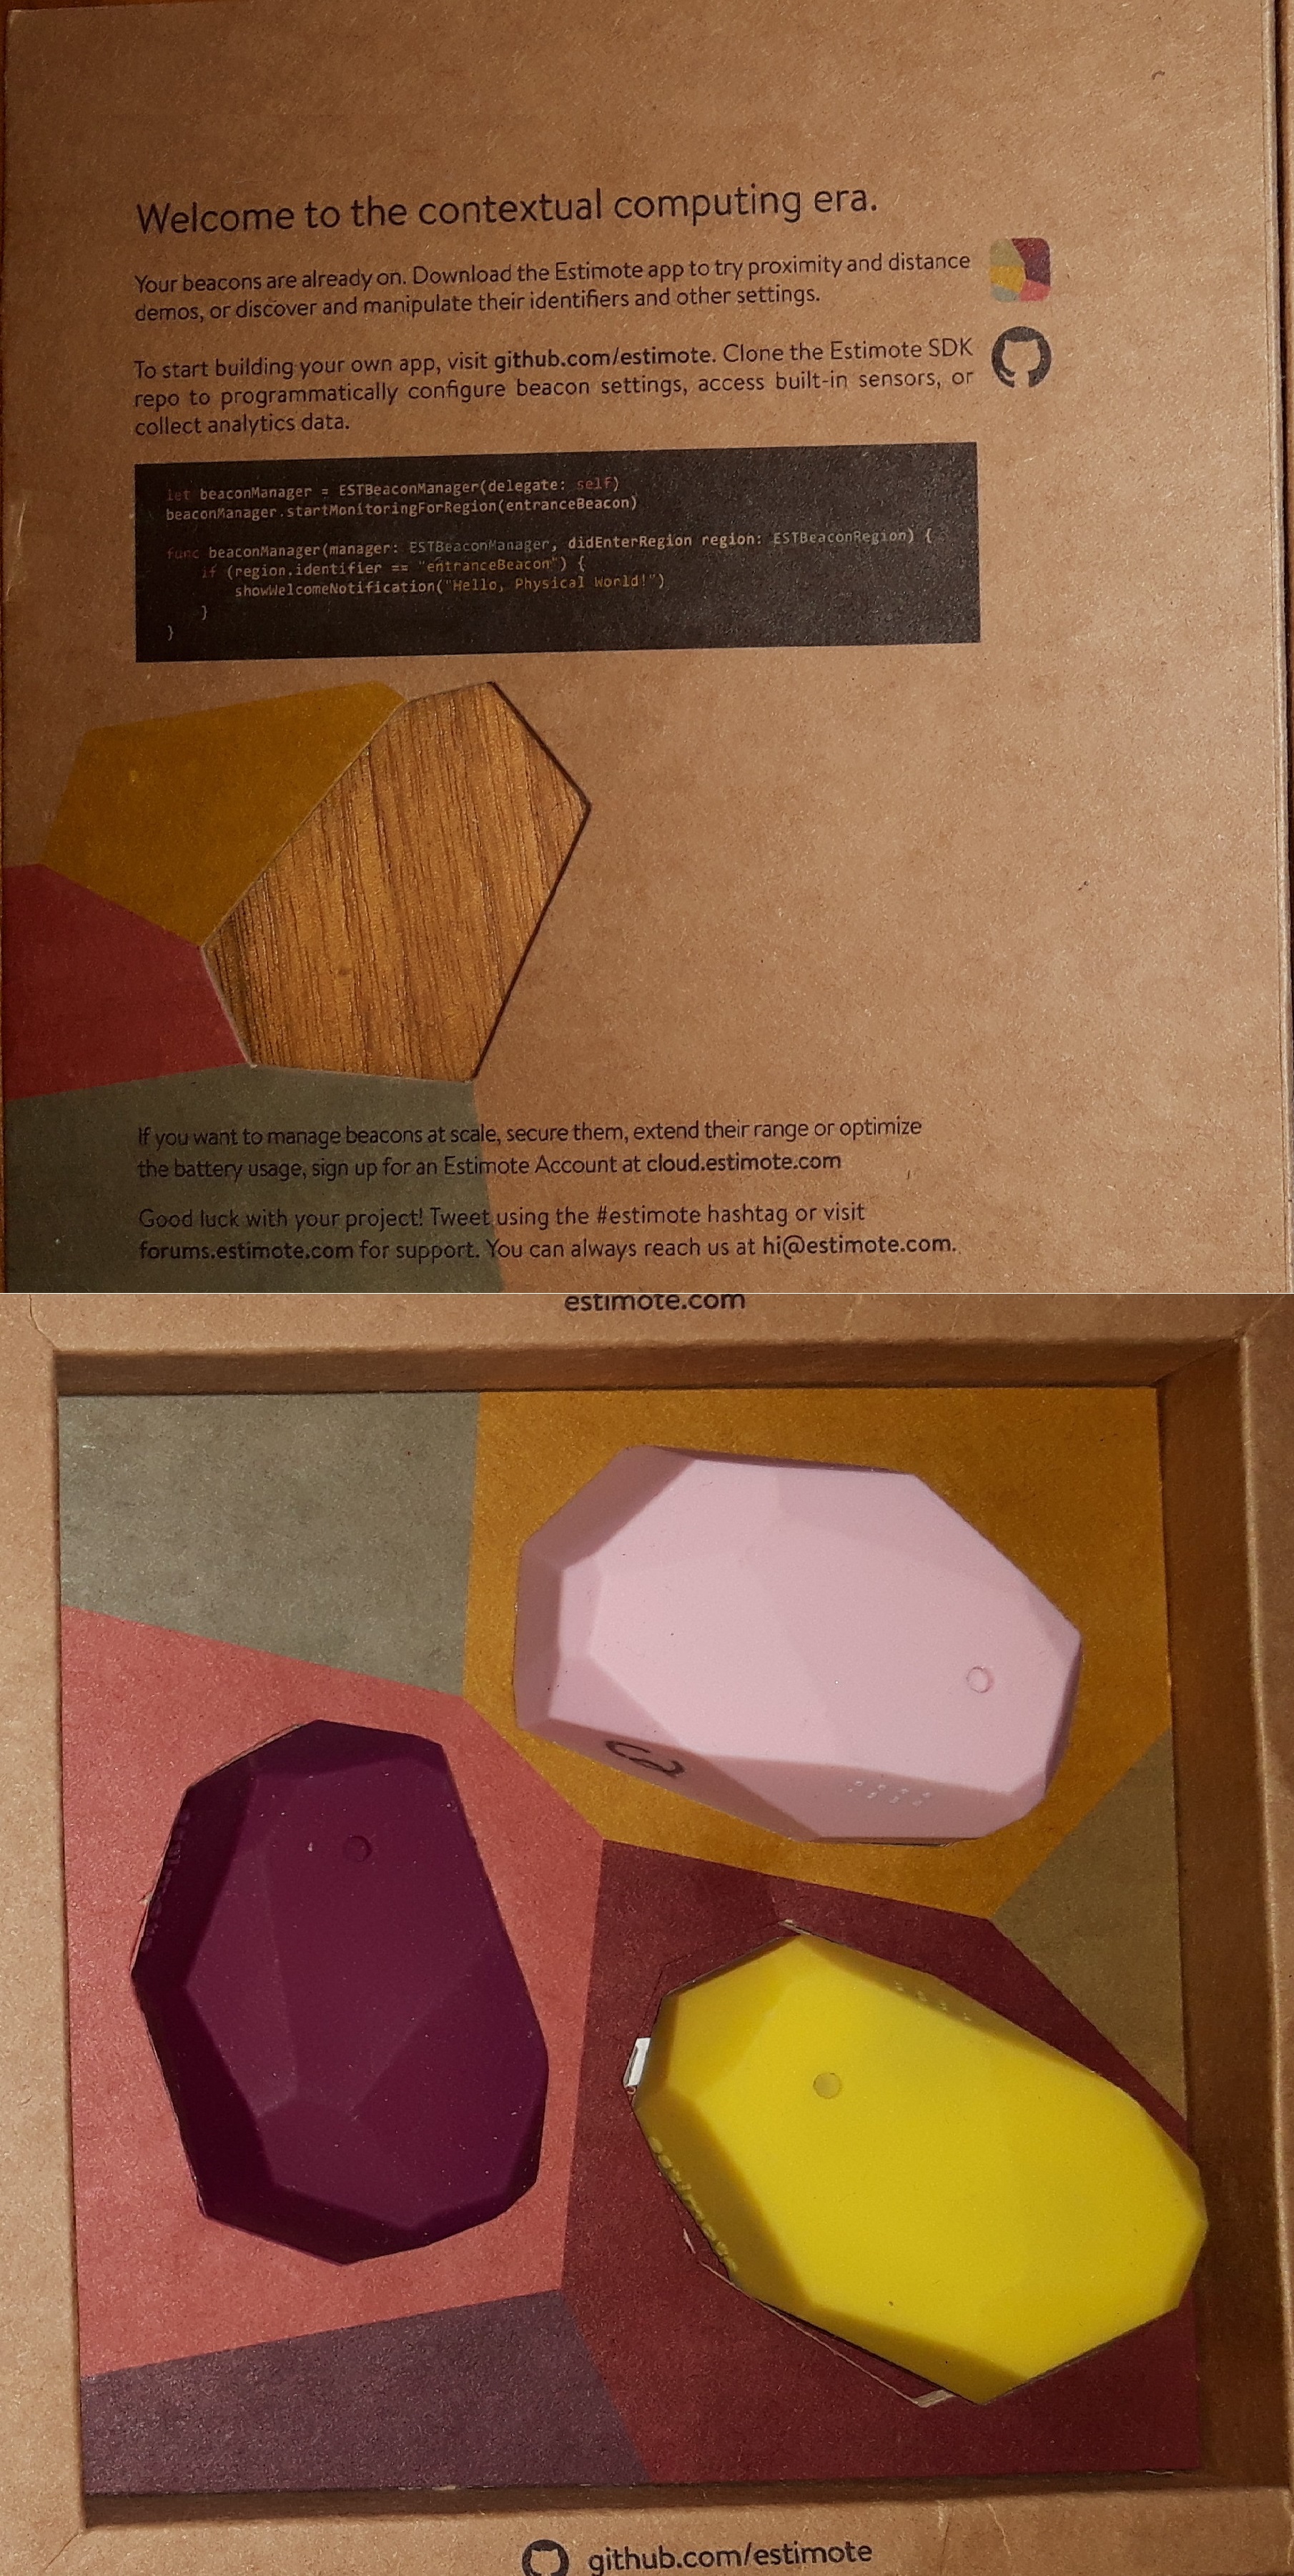 Welcome to the contextual computing era.
Your beacons are already on. Download the Estimote app to try proximity and distance
demos, or discover and manipulate their identifiers and other settings.
To start building your own app, visit github.com/estimote. Clone the Estimote SDK
repo to programmatically configure beacon settings, access built-in sensors, or
collect analytics data.
let beaconManager = ESTBeaconManager(delegate: self)
beaconManager.startMonitoringForRegion(entranceBeacon)
func beaconManager(manager: ESTBeaconManager, didEnterRegion region: ESTBeaconRegion) {
if (region.identifier == "entranceBeacon") {
showWelcomeNotification("Hello, Physical World!")
}
}
If you want to manage beacons at scale, secure them, extend their range or optimize
the battery usage, sign up for an Estimote Account at cloud.estimote.com
Good luck with your project! Tweet using the #estimote hashtag or visit
forums.estimote.com for support. You can always reach us at hi@estimote.com.
estimote.com
github.com/estimote